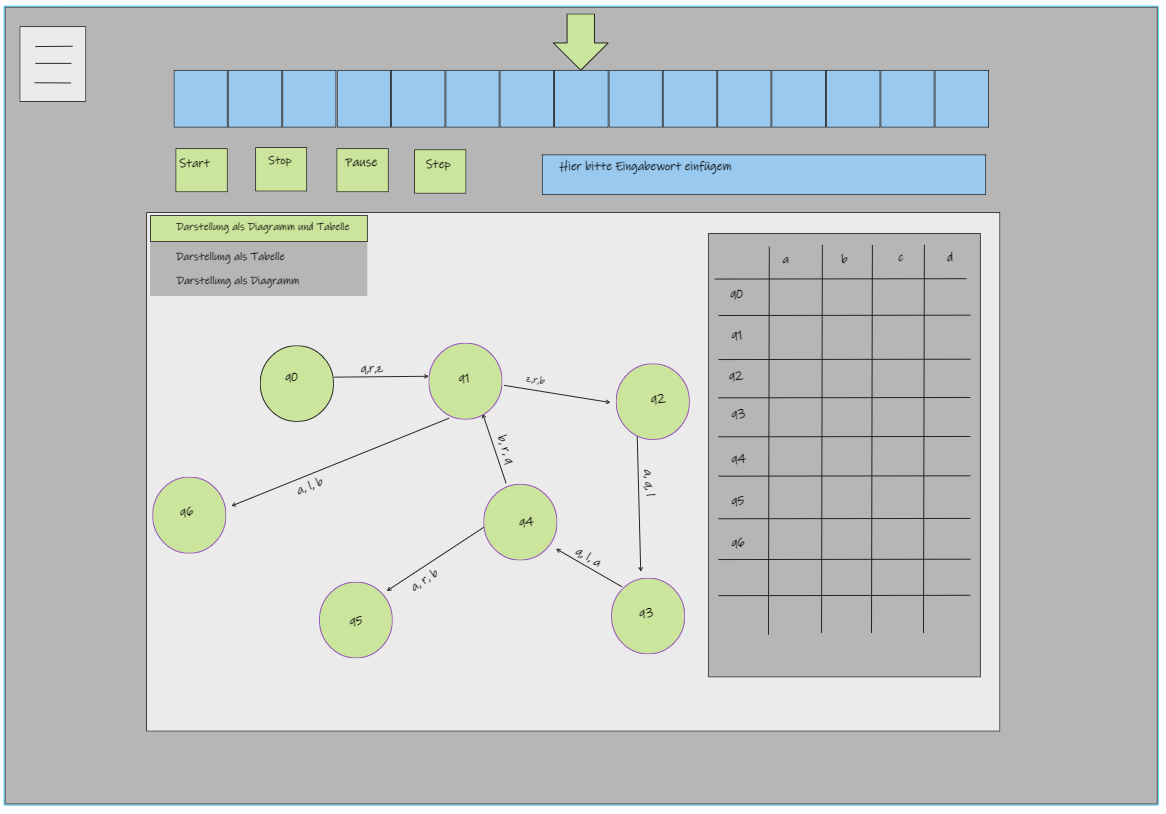 Start
Stop
Pause
Step
Hier bitte Eingabewort einfügem
Darstellung als Diagramm und Tabelle
Darstellung als Tabelle
Darstellung als Diagramm
a b c d
q0
q1
q2
q3
q4
q5
q6
q0
q,r,z
q1
z,r,b
q2
b, r, q
a, l, b
a, q, l
q6
q4
q, l, a
a, r, b
q5
q3